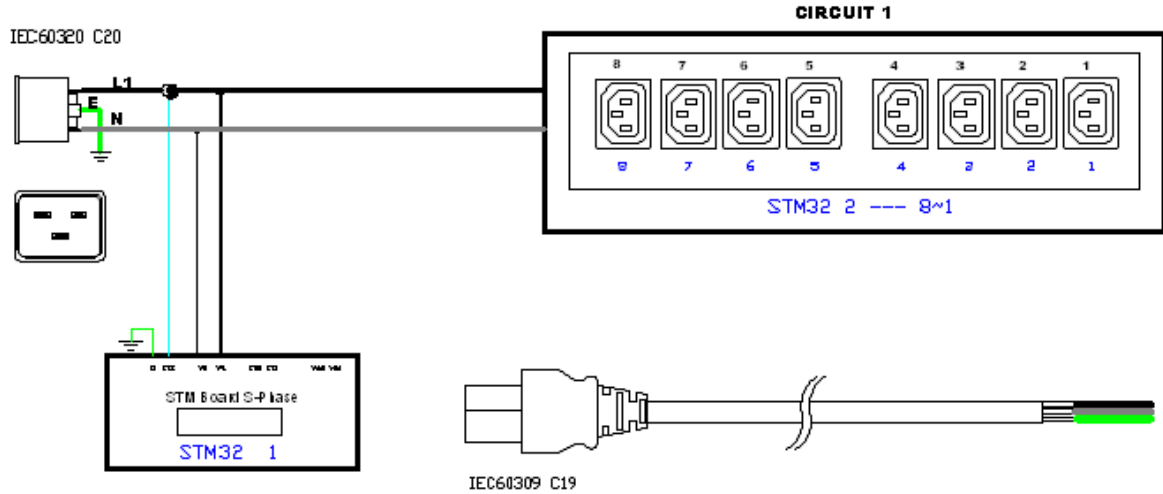 CIRCUIT 1
IEC60320 C20
L1
E
N
8 7 6 5 4 3 2 1
8 7 6 5 4 3 2 1
STM32 2 --- 8~1
STM Board S-Phase
STM32 1
IEC60309 C19